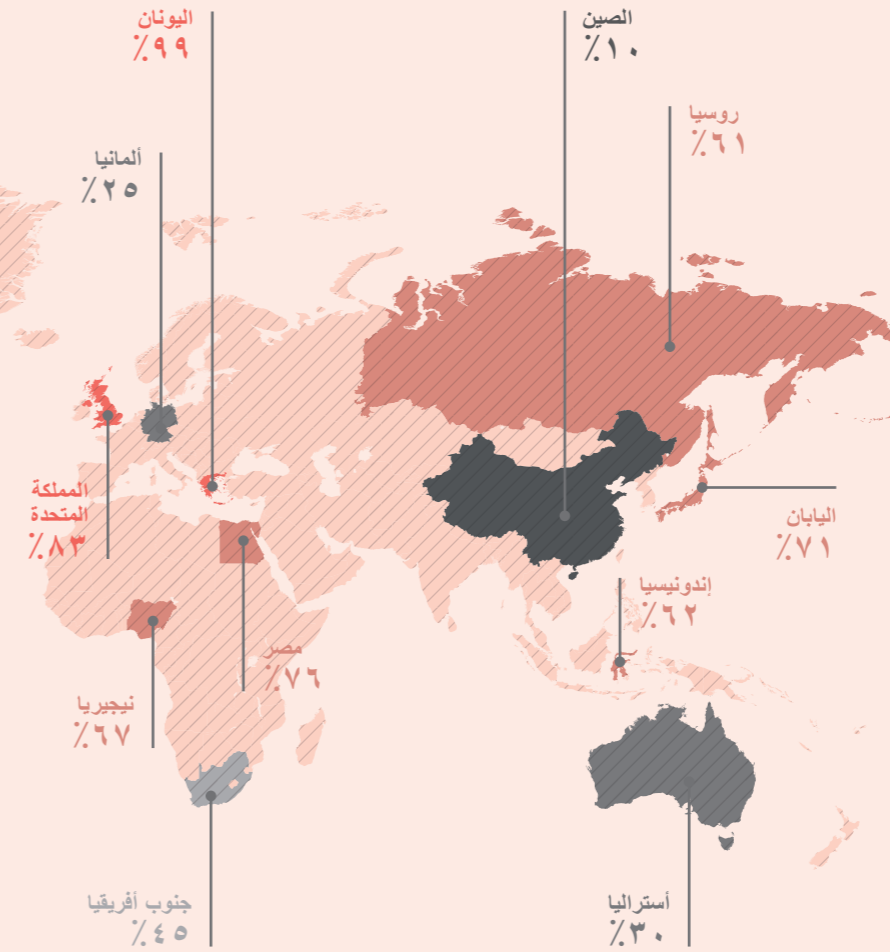 الصين
٪١٠
اليونان
٪٩٩
روسيا
٪٦١
ألمانيا
٪٢٥
المملكة
المتحدة
٪٨٣
اليابان
٪٧١
إندونيسيا
٪٦٢
مصر
٪٧٦
نيجيريا
٪٦٧
أستراليا
٪٣٠
جنوب أفريقيا
٪٤٥